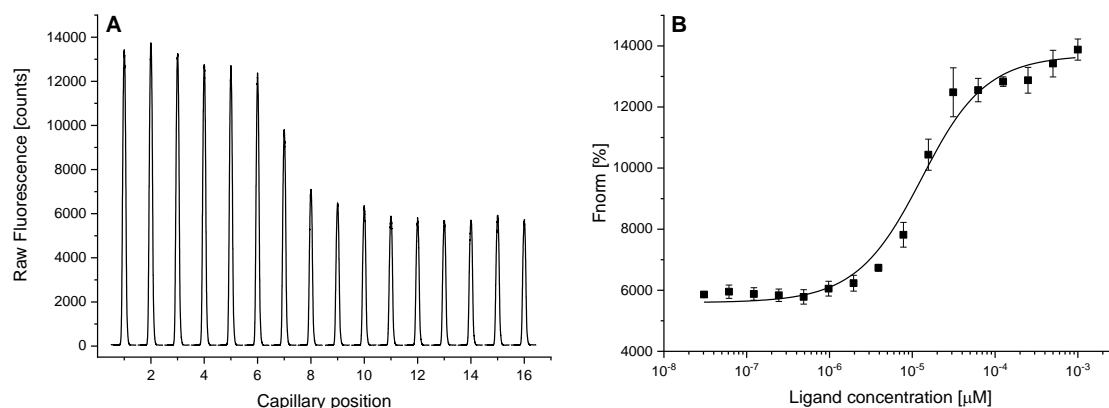 A
14000
12000
10000
8000
6000
4000
2000
0
Raw Fluorescence [counts]
2 4 6 8 10 12 14 16
Capillary position
B
14000
12000
10000
8000
6000
4000
Fnorm [%]
10⁻⁸ 10⁻⁷ 10⁻⁶ 10⁻⁵ 10⁻⁴ 10⁻³
Ligand concentration [μM]